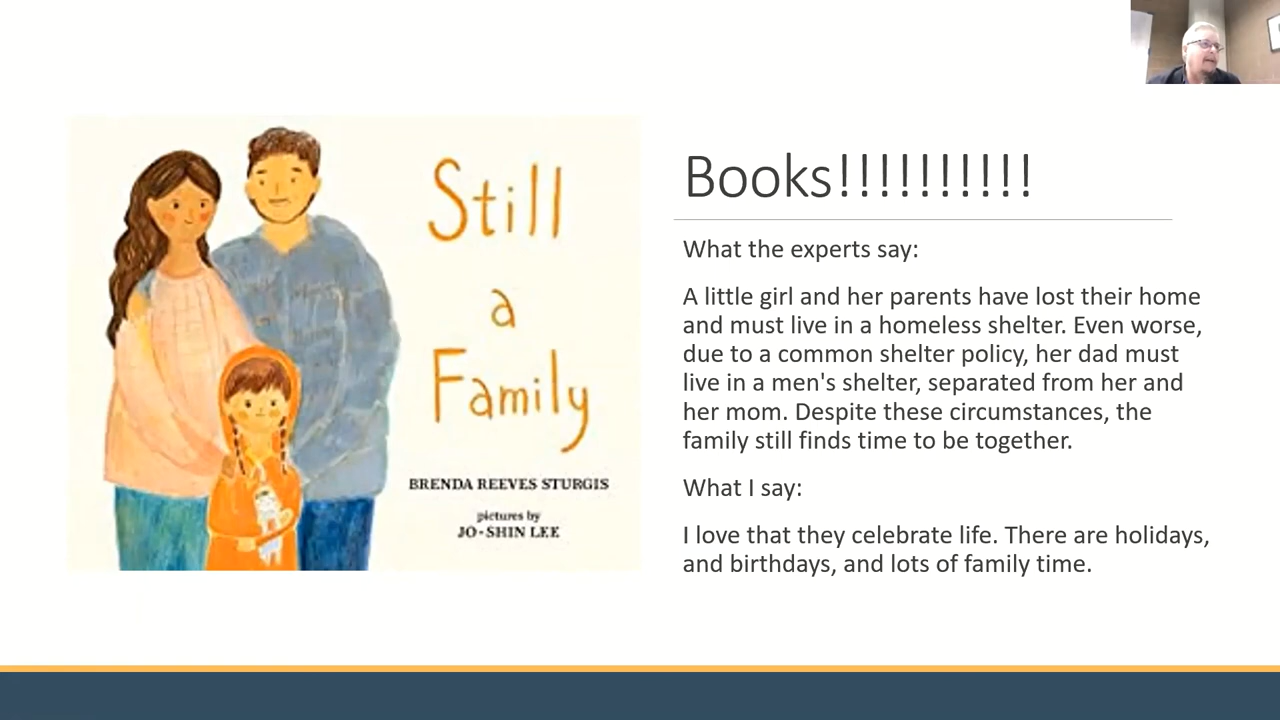 Still
a
Family
BRENDA REEVES STURGIS
pictures by
JO-SHIN LEE
Books!!!!!!!!!!
What the experts say:
A little girl and her parents have lost their home
and must live in a homeless shelter. Even worse,
due to a common shelter policy, her dad must
live in a men's shelter, separated from her and
her mom. Despite these circumstances, the
family still finds time to be together.
What I say:
I love that they celebrate life. There are holidays,
and birthdays, and lots of family time.